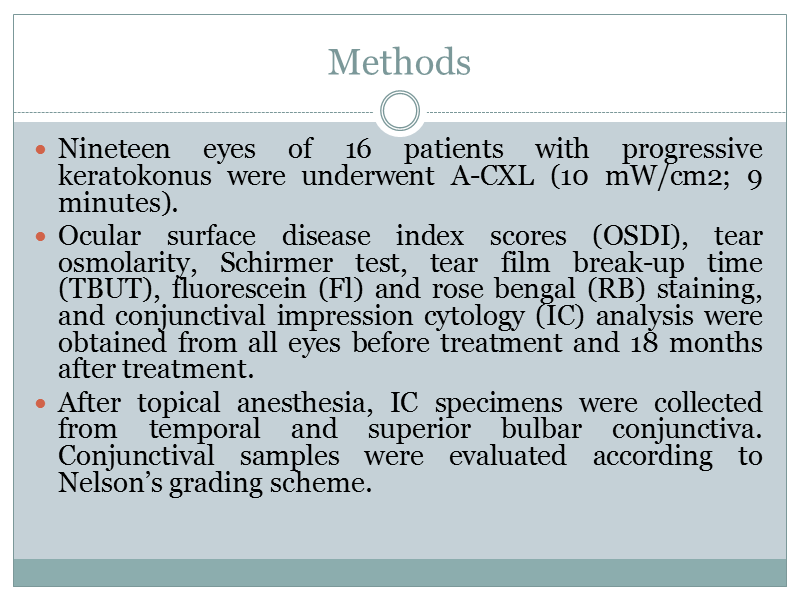 Methods
• Nineteen eyes of 16 patients with progressive
keratokonus were underwent A-CXL (10 mW/cm2; 9
minutes).
• Ocular surface disease index scores (OSDI), tear
osmolarity, Schirmer test, tear film break-up time
(TBUT), fluorescein (Fl) and rose bengal (RB) staining,
and conjunctival impression cytology (IC) analysis were
obtained from all eyes before treatment and 18 months
after treatment.
• After topical anesthesia, IC specimens were collected
from temporal and superior bulbar conjunctiva.
Conjunctival samples were evaluated according to
Nelson’s grading scheme.